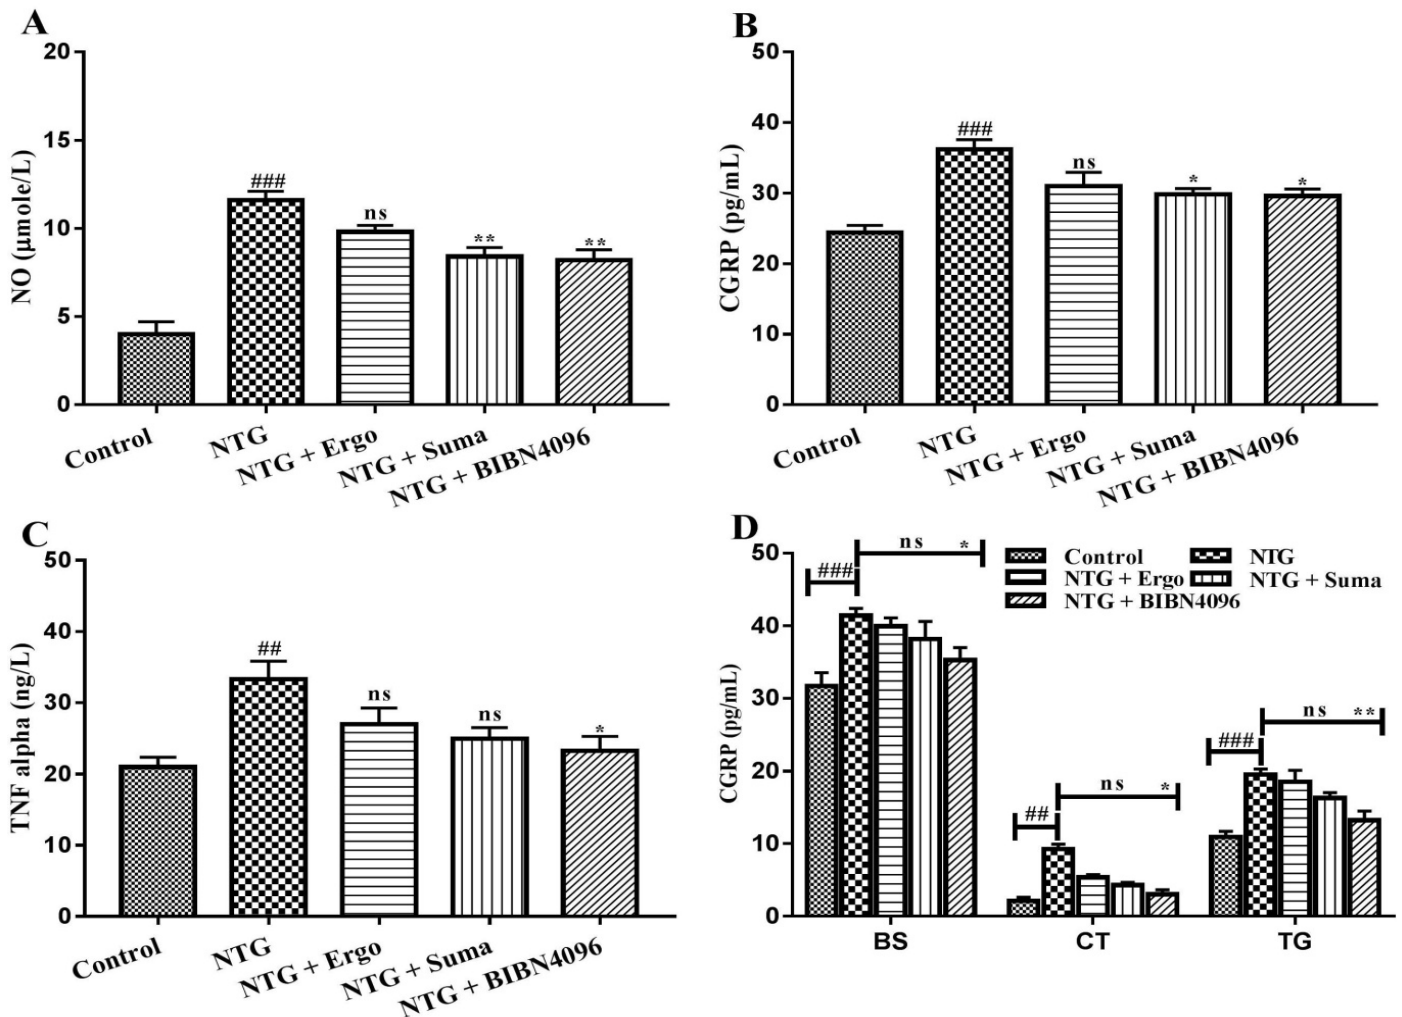 A
NO (µmole/L)
20
15
10
5
0
###
ns
**
**
Control
NTG
NTG + Ergo
NTG + Suma
NTG + BIBN4096
B
CGRP (pg/mL)
50
40
30
20
10
0
###
ns
*
*
Control
NTG
NTG + Ergo
NTG + Suma
NTG + BIBN4096
C
TNF alpha (ng/L)
50
40
30
20
10
0
##
ns
ns
*
Control
NTG
NTG + Ergo
NTG + Suma
NTG + BIBN4096
D
CGRP (pg/mL)
50
40
30
20
10
0
Control
NTG
NTG + Ergo
NTG + Suma
NTG + BIBN4096
###
ns *
##
ns *
###
ns **
BS
CT
TG